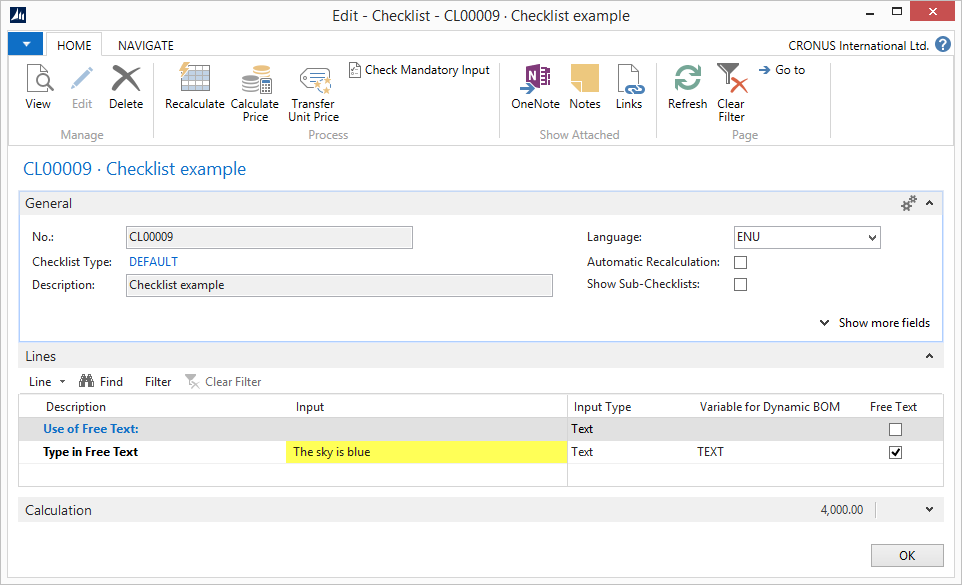 Edit - Checklist - CL00009 · Checklist example
HOME NAVIGATE CRONUS International Ltd. ?
View Edit Delete Recalculate Calculate Price Transfer Unit Price Check Mandatory Input OneNote Notes Links Refresh Clear Filter Go to
Manage Process Show Attached Page
CL00009 · Checklist example
General
No.: CL00009 Language: ENU
Checklist Type: DEFAULT Automatic Recalculation:
Description: Checklist example Show Sub-Checklists:
Show more fields
Lines
Line Find Filter Clear Filter
Description Input Input Type Variable for Dynamic BOM Free Text
Use of Free Text: Text
Type in Free Text The sky is blue Text TEXT
Calculation 4,000.00
OK